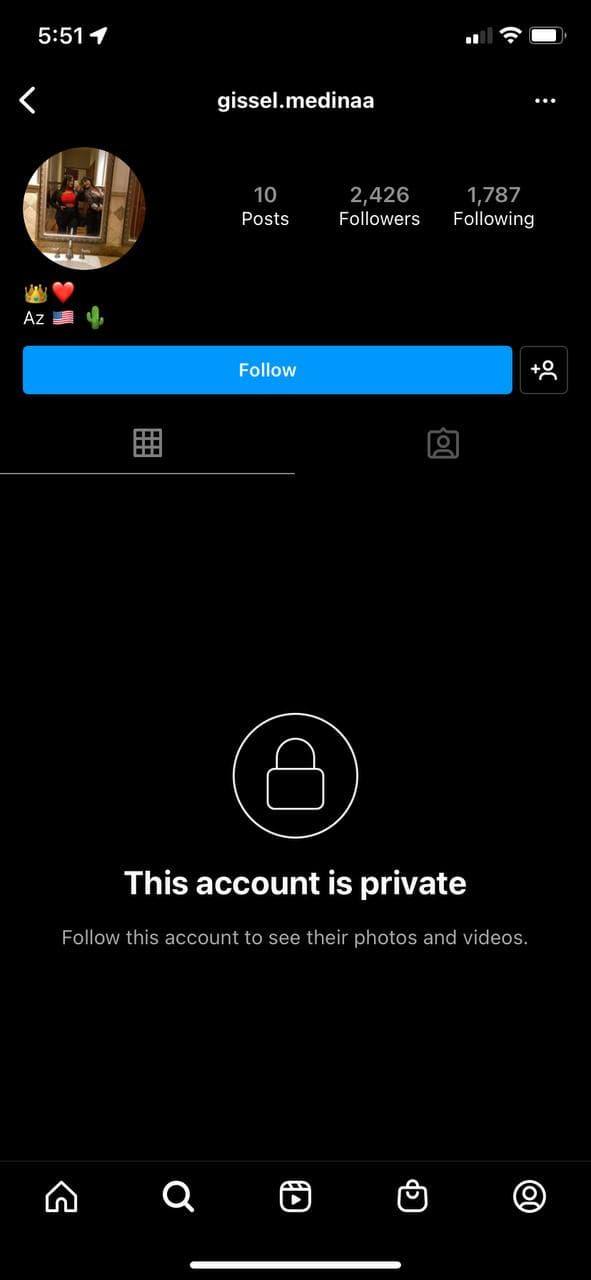 5:51
gissel.medinaa
10 2,426 1,787
Posts Followers Following
👑❤️
Az 🇺🇸 🌵
Follow
This account is private
Follow this account to see their photos and videos.